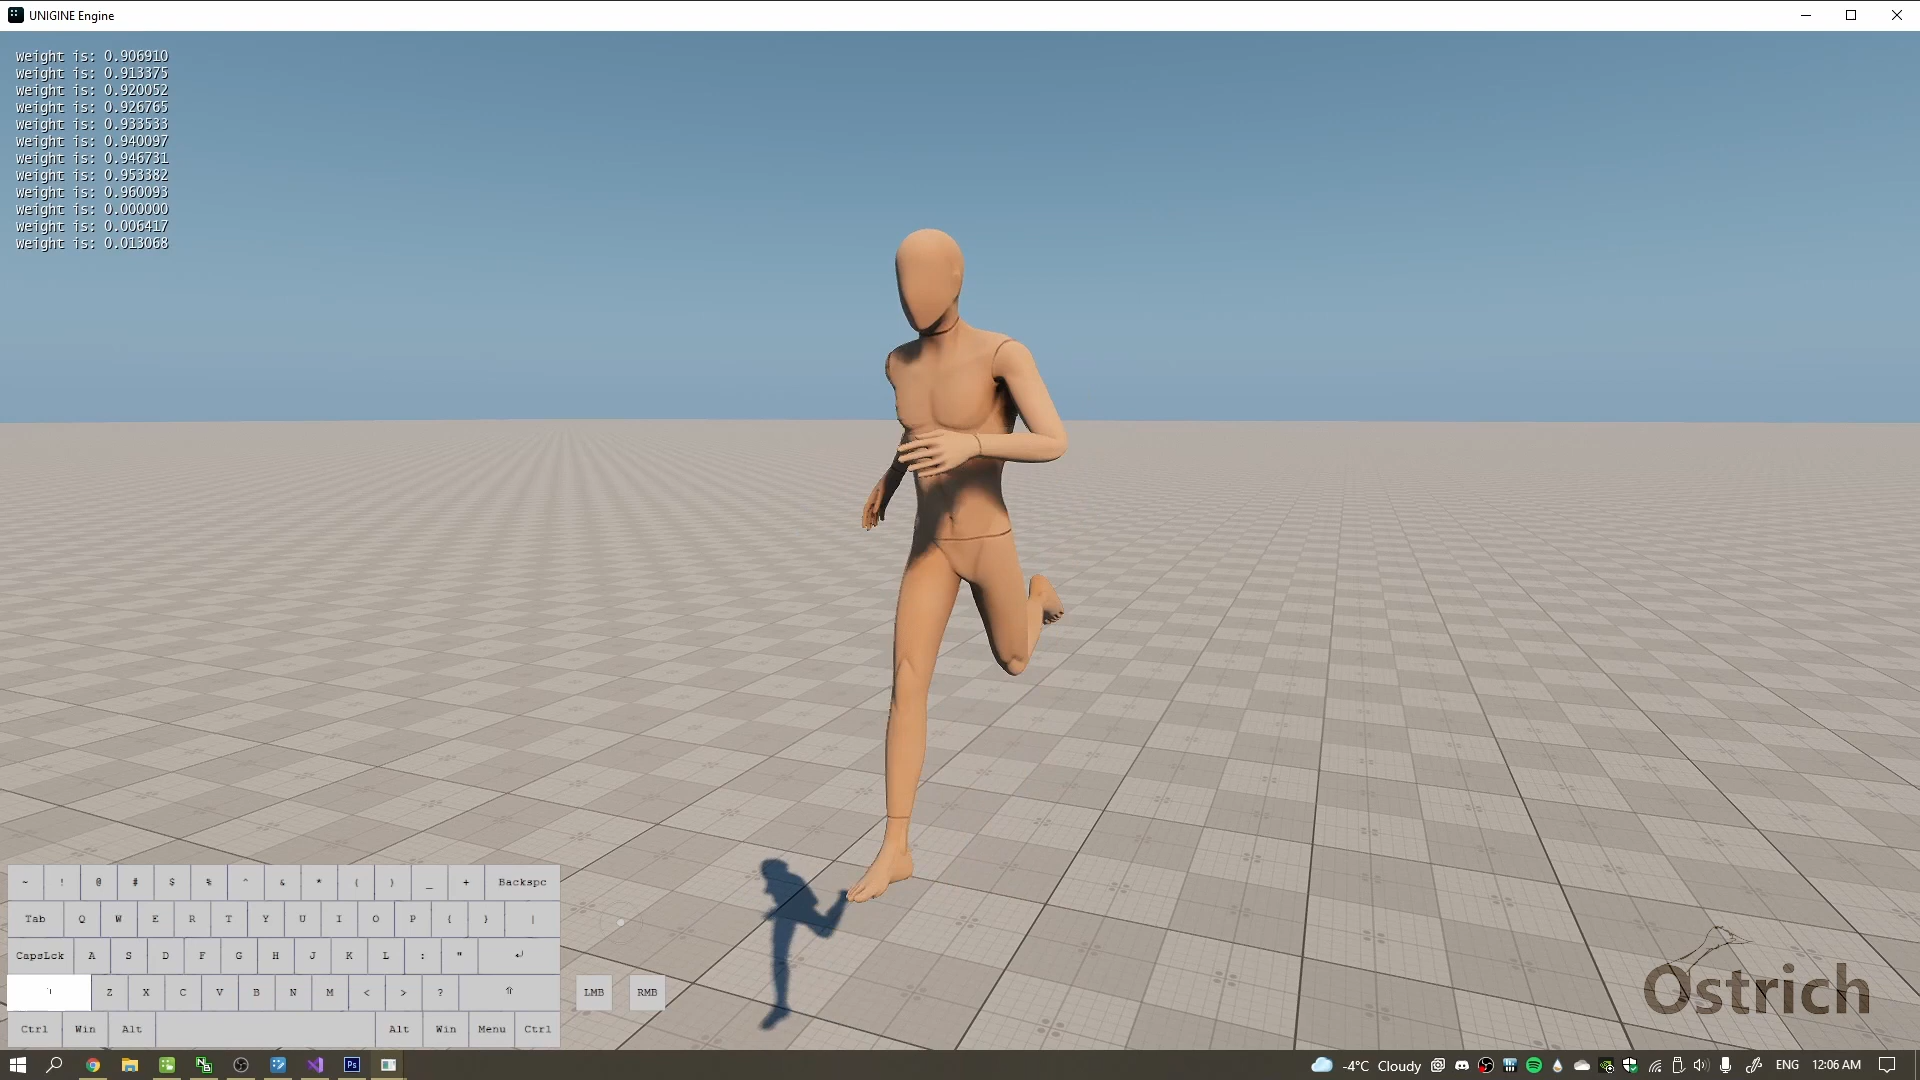 UNIGINE Engine
weight is: 0.906910
weight is: 0.913375
weight is: 0.920052
weight is: 0.926765
weight is: 0.933533
weight is: 0.940097
weight is: 0.946731
weight is: 0.953382
weight is: 0.960093
weight is: 0.000000
weight is: 0.006417
weight is: 0.013068
~ ! @ # $ % ^ & * ( ) _ + Backspc
Tab Q W E R T Y U I O P { } |
CapsLck A S D F G H J K L : "
Z X C V B N M < > ? LMB RMB
Ctrl Win Alt Alt Win Menu Ctrl
Ostrich
Ps -4°C Cloudy ENG 12:06 AM